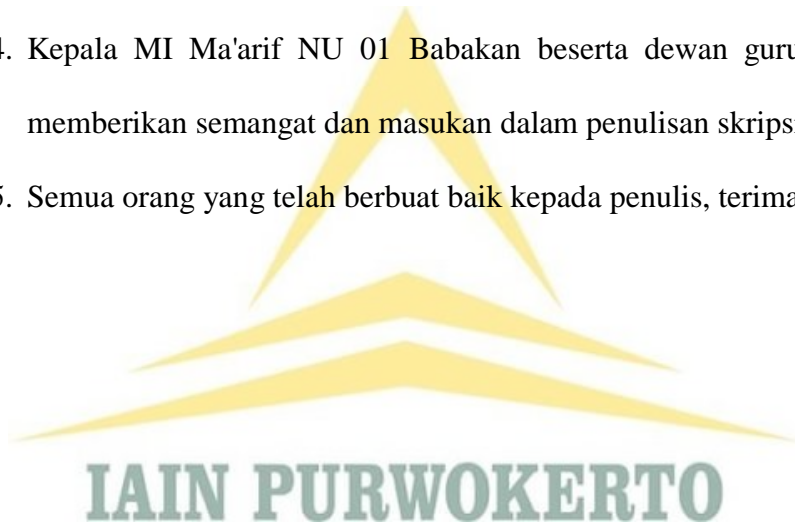 4. Kepala MI Ma'arif NU 01 Babakan beserta dewan guru
memberikan semangat dan masukan dalam penulisan skripsi
5. Semua orang yang telah berbuat baik kepada penulis, terima
IAIN PURWOKERTO